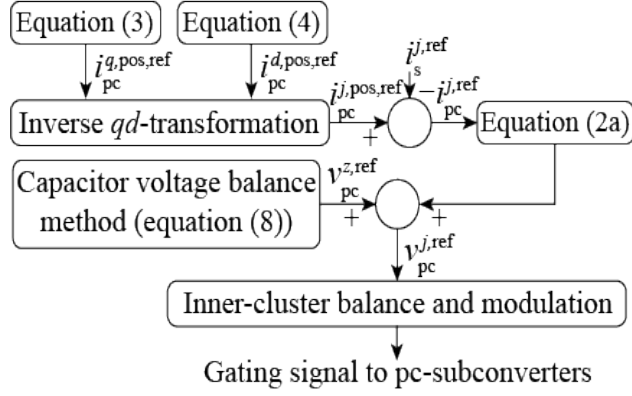 Equation (3)
Equation (4)
i_pc^{q,pos,ref}
i_pc^{d,pos,ref}
i_s^{j,ref}
Inverse qd-transformation
i_pc^{j,pos,ref}
+
−
i_pc^{j,ref}
Equation (2a)
Capacitor voltage balance
method (equation (8))
v_pc^{z,ref}
+
+
v_pc^{j,ref}
Inner-cluster balance and modulation
Gating signal to pc-subconverters